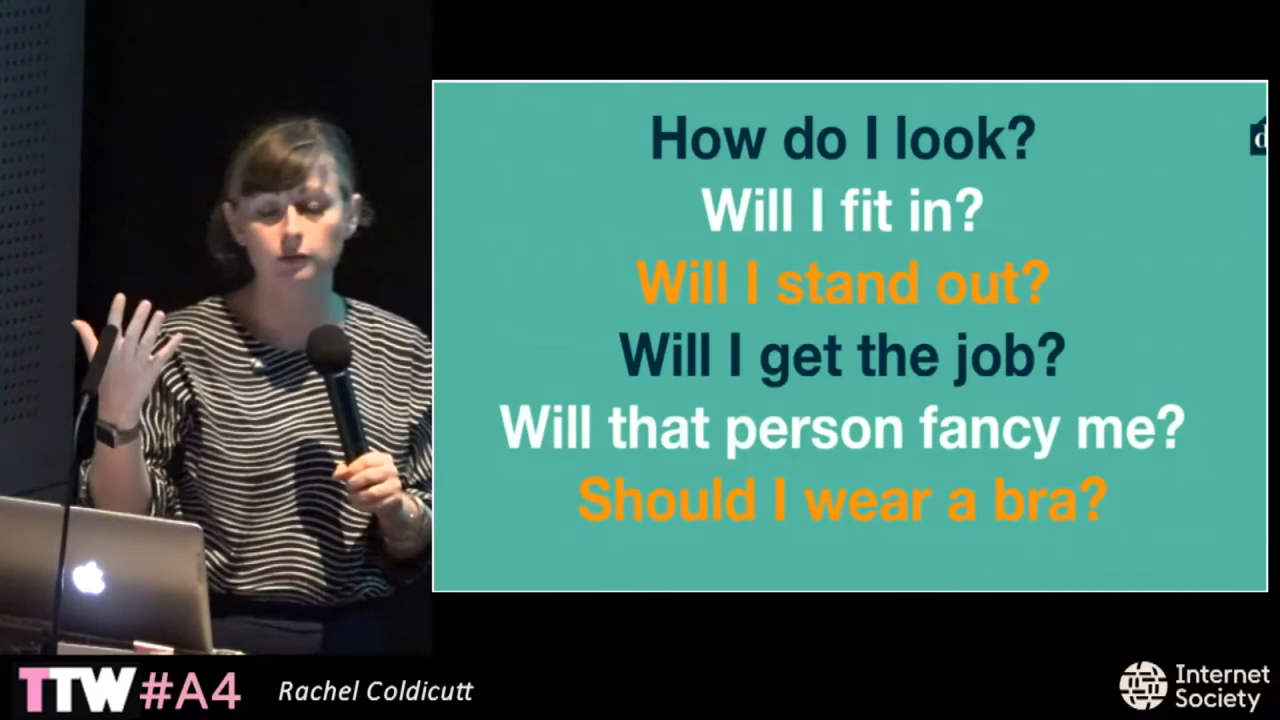 How do I look?
Will I fit in?
Will I stand out?
Will I get the job?
Will that person fancy me?
Should I wear a bra?
d
TTW#A4
Rachel Coldicutt
Internet
Society